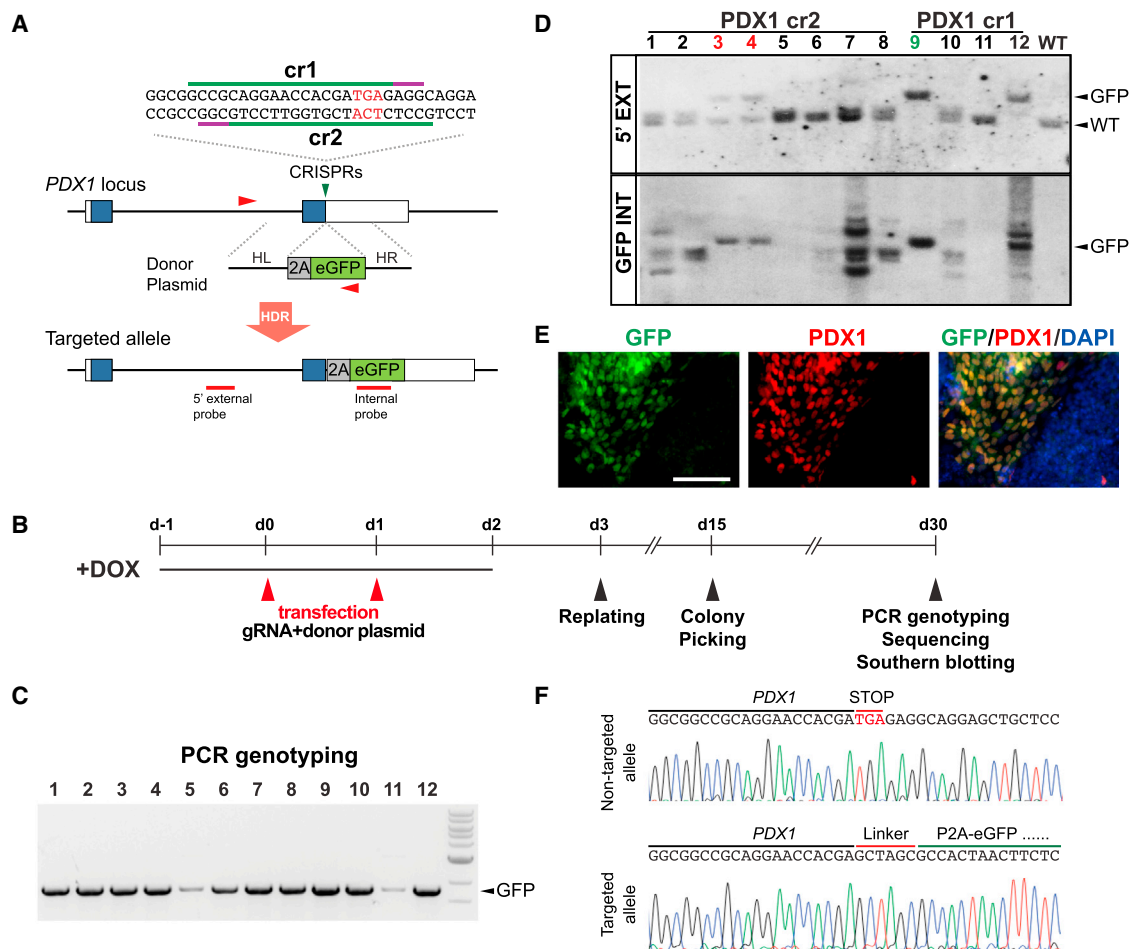 A
cr1
GGCGGCCGCAGGAACCACGATGAGAGGCAGGA
CCGCCGGCGTCCTTGGTGCTACTCTCCGTCCT
cr2
CRISPRs
PDX1 locus
HL
HR
2A eGFP
Donor
Plasmid
HDR
Targeted allele
2A eGFP
5' external
probe
Internal
probe
B
d-1 d0 d1 d2 d3 d15 d30
+DOX
transfection
gRNA+donor plasmid
Replating
Colony
Picking
PCR genotyping
Sequencing
Southern blotting
C
PCR genotyping
1 2 3 4 5 6 7 8 9 10 11 12
GFP
D
PDX1 cr2 PDX1 cr1
1 2 3 4 5 6 7 8 9 10 11 12 WT
5' EXT
GFP
WT
GFP INT
GFP
E
GFP PDX1 GFP/PDX1/DAPI
F
PDX1 STOP
GGCGGCCGCAGGAACCACGATGAGAGGCAGGAGCTGCTCC
Non-targeted
allele
PDX1 Linker P2A-eGFP ......
GGCGGCCGCAGGAACCACGAGCTAGCGCCACTAACTTCTC
Targeted
allele